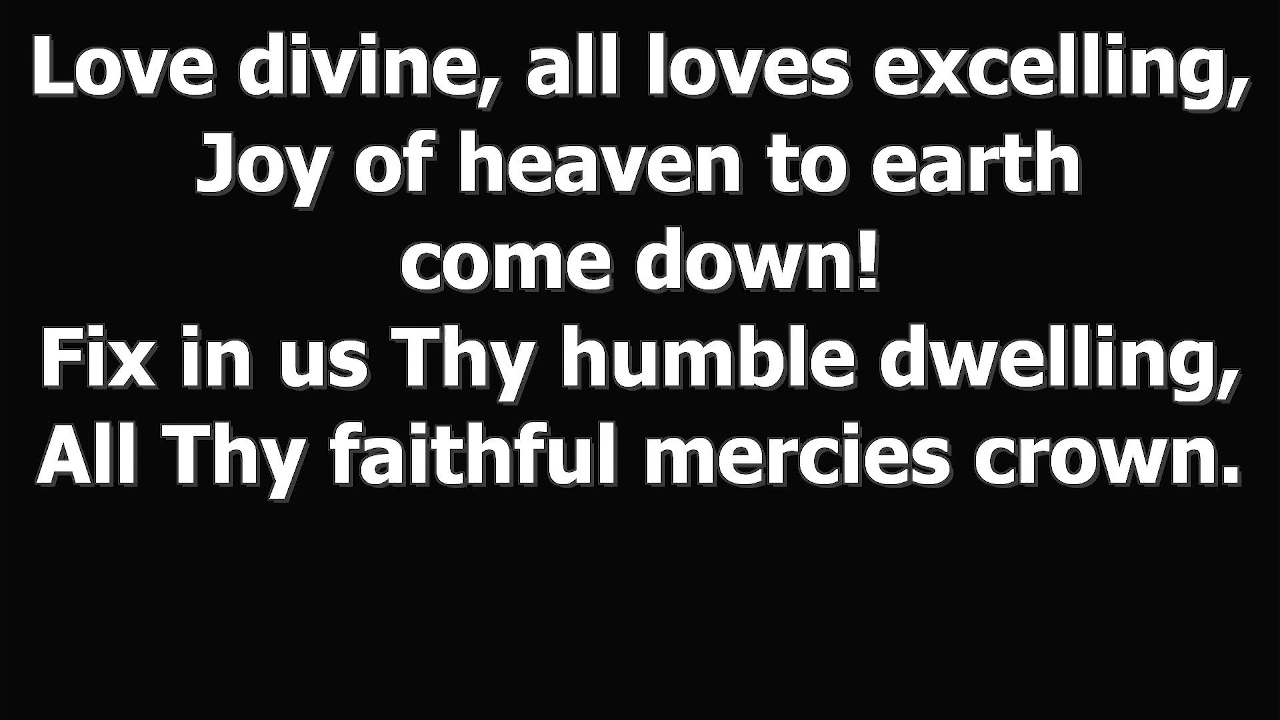 Love divine, all loves excelling,
Joy of heaven to earth
come down!
Fix in us Thy humble dwelling,
All Thy faithful mercies crown.